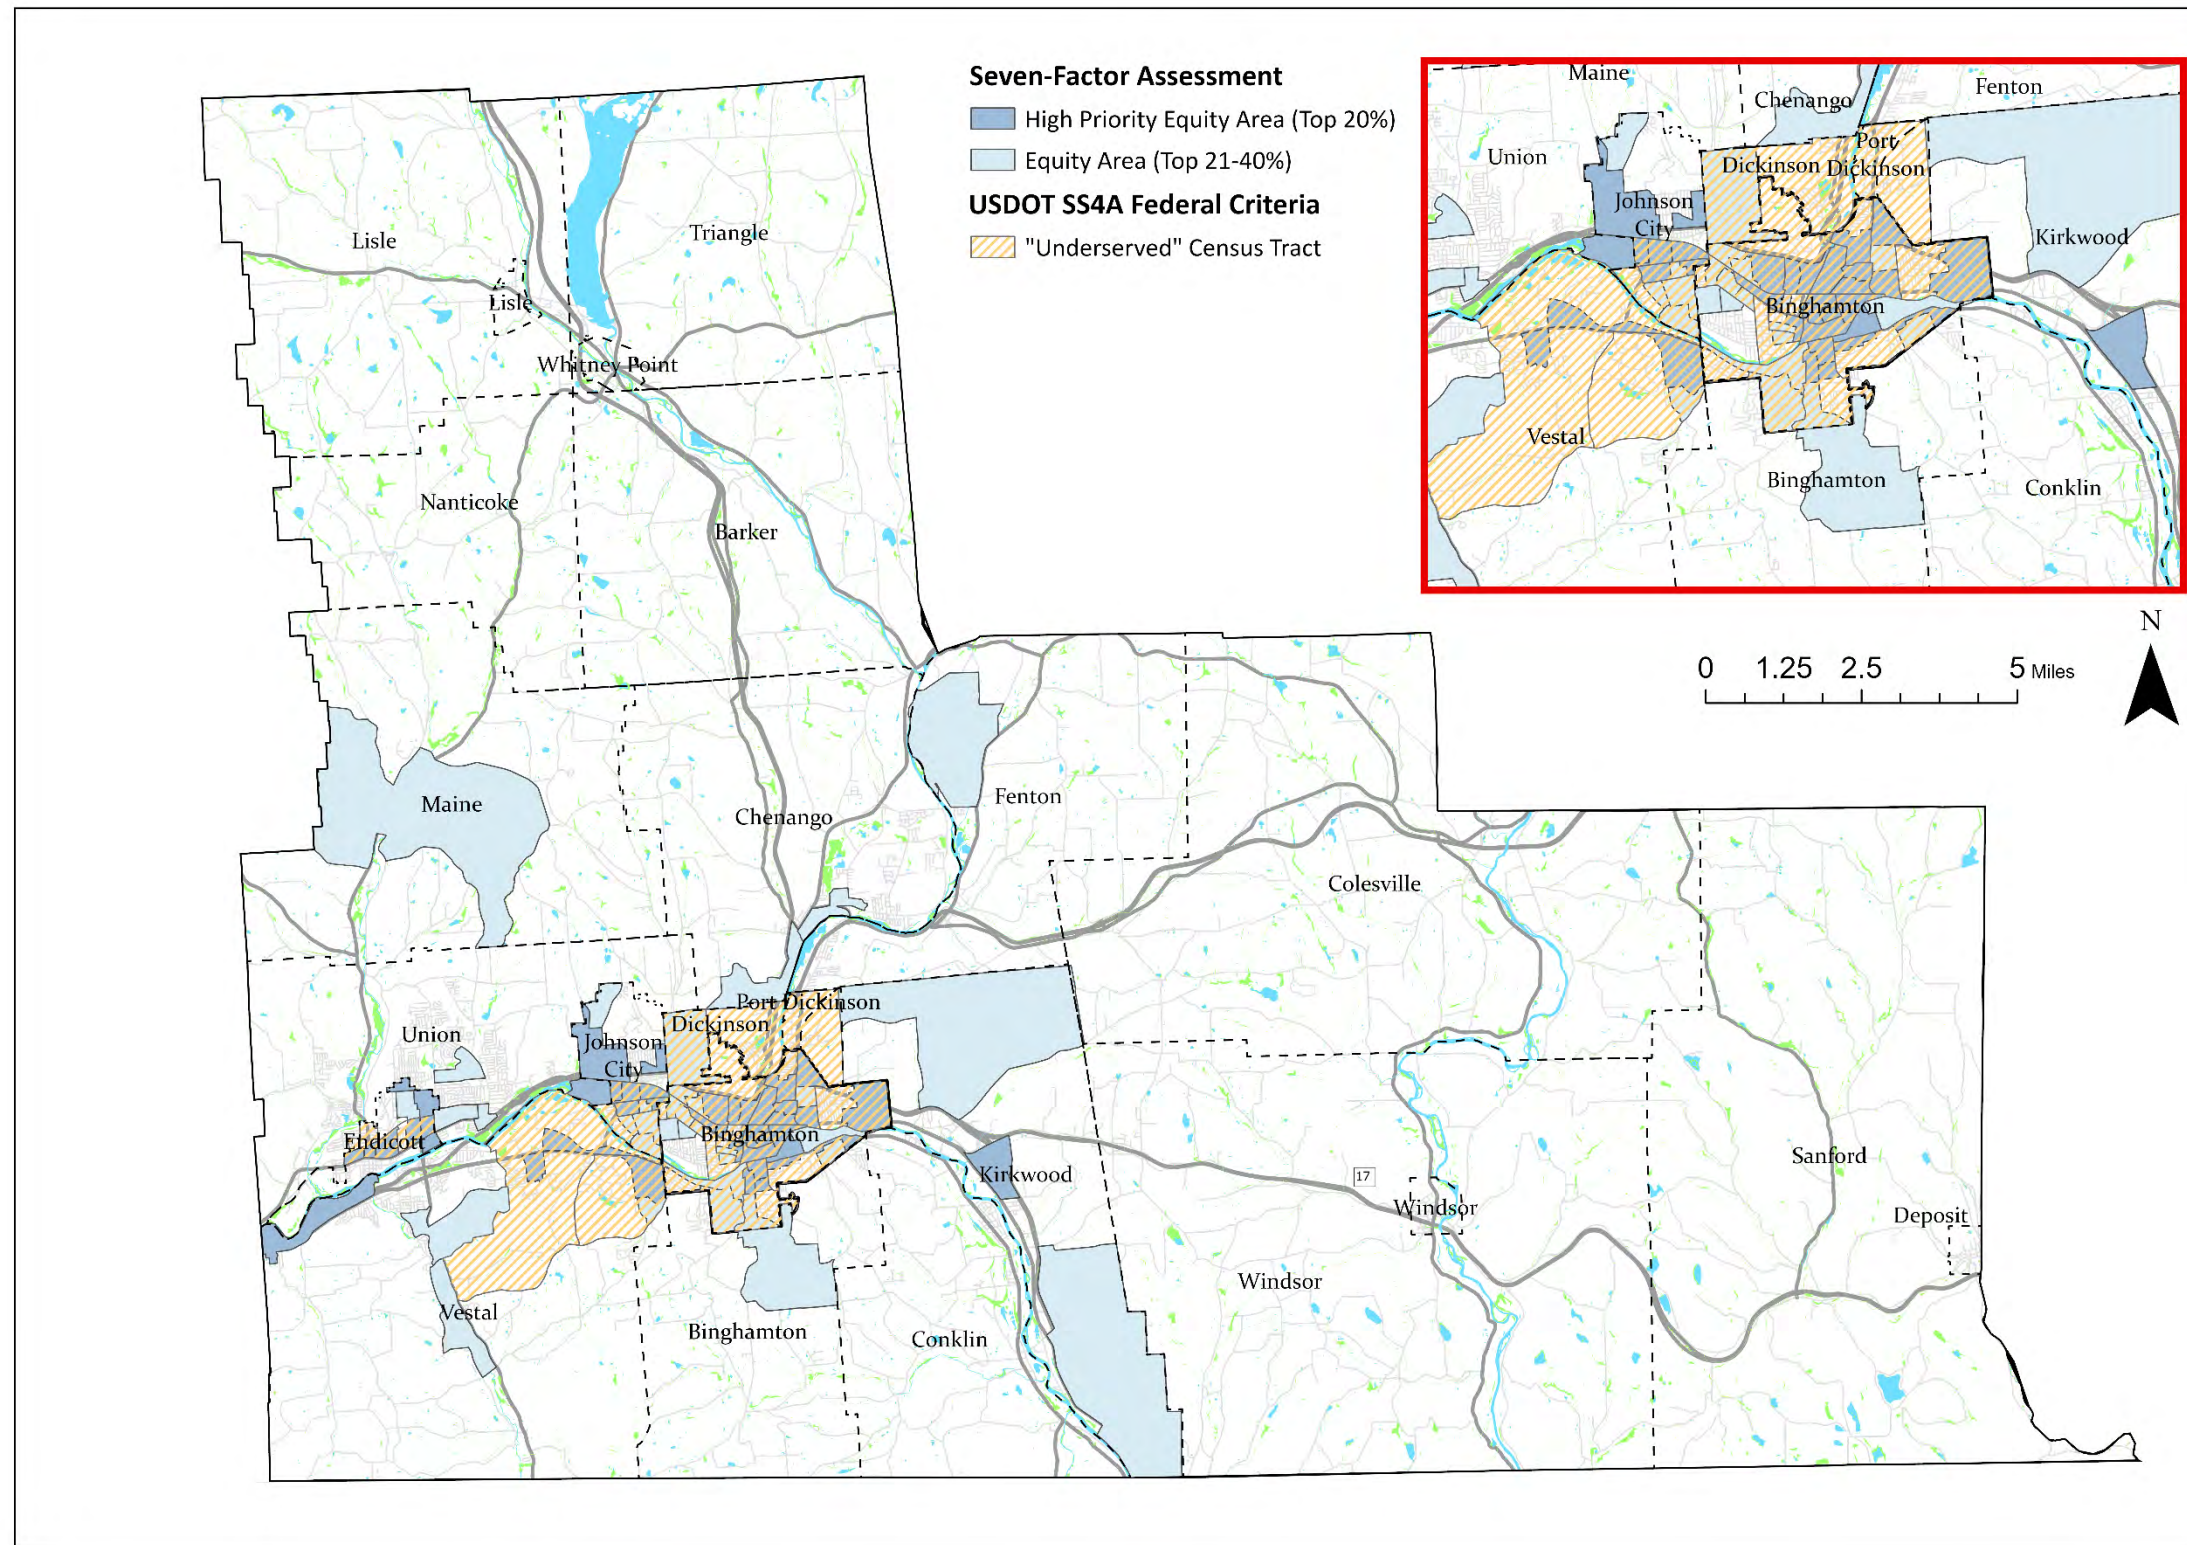 Seven-Factor Assessment
High Priority Equity Area (Top 20%)
Equity Area (Top 21-40%)
USDOT SS4A Federal Criteria
"Underserved" Census Tract
Maine
Chenango
Fenton
Union
Port
Dickinson
Dickinson
Johnson
City
Kirkwood
Binghamton
Vestal
Binghamton
Conklin
N
0 1.25 2.5 5 Miles
Lisle
Triangle
Lisle
Whitney Point
Nanticoke
Barker
Maine
Chenango
Fenton
Colesville
Port Dickinson
Dickinson
Union
Johnson
City
Endicott
Binghamton
Kirkwood
17
Windsor
Sanford
Deposit
Windsor
Vestal
Binghamton
Conklin